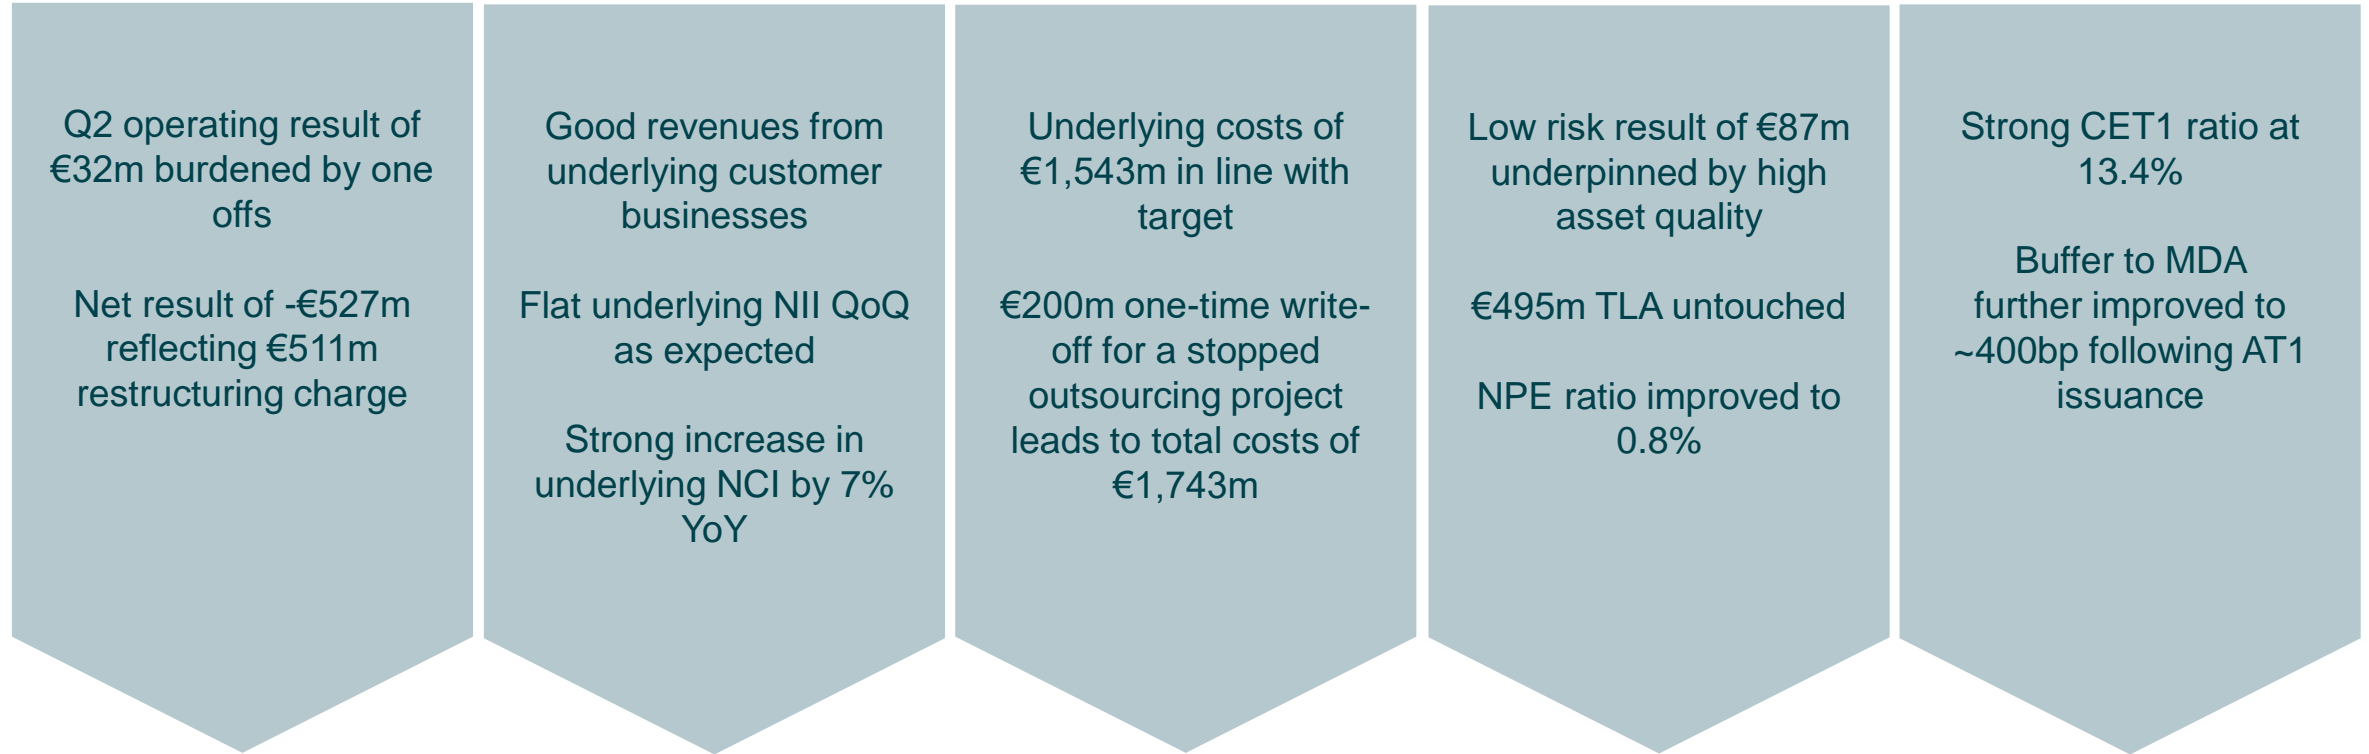 Q2 operating result of
€32m burdened by one
offs
Net result of -€527m
reflecting €511m
restructuring charge
Good revenues from
underlying customer
businesses
Flat underlying NII QoQ
as expected
Strong increase in
underlying NCI by 7%
YoY
Underlying costs of
€1,543m in line with
target
€200m one-time write-
off for a stopped
outsourcing project
leads to total costs of
€1,743m
Low risk result of €87m
underpinned by high
asset quality
€495m TLA untouched
NPE ratio improved to
0.8%
Strong CET1 ratio at
13.4%
Buffer to MDA
further improved to
~400bp following AT1
issuance